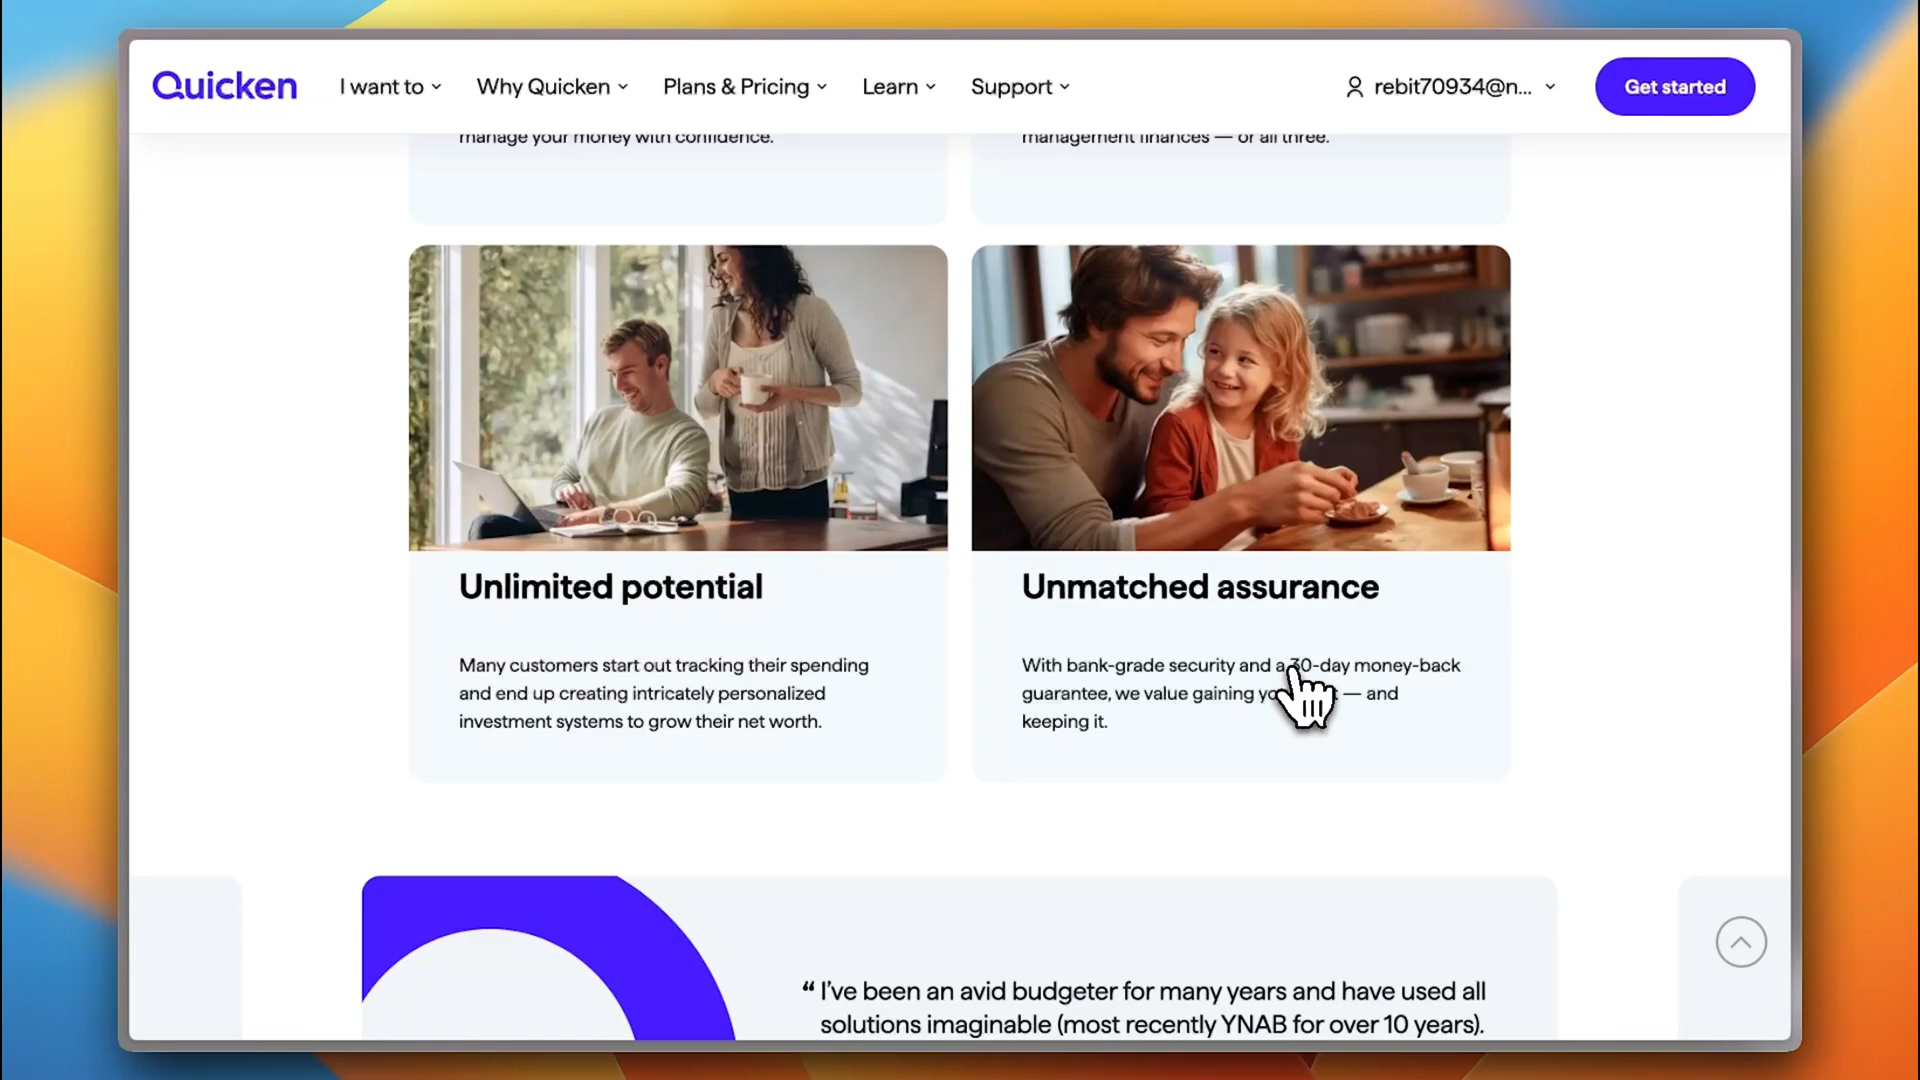 Quicken
I want to
Why Quicken
Plans & Pricing
Learn
Support
rebit70934@n...
Get started
manage your money with confidence.
management finances — or all three.
Unlimited potential
Many customers start out tracking their spending
and end up creating intricately personalized
investment systems to grow their net worth.
Unmatched assurance
With bank-grade security and a 30-day money-back
guarantee, we value gaining — and
keeping it.
“ I’ve been an avid budgeter for many years and have used all
solutions imaginable (most recently YNAB for over 10 years).